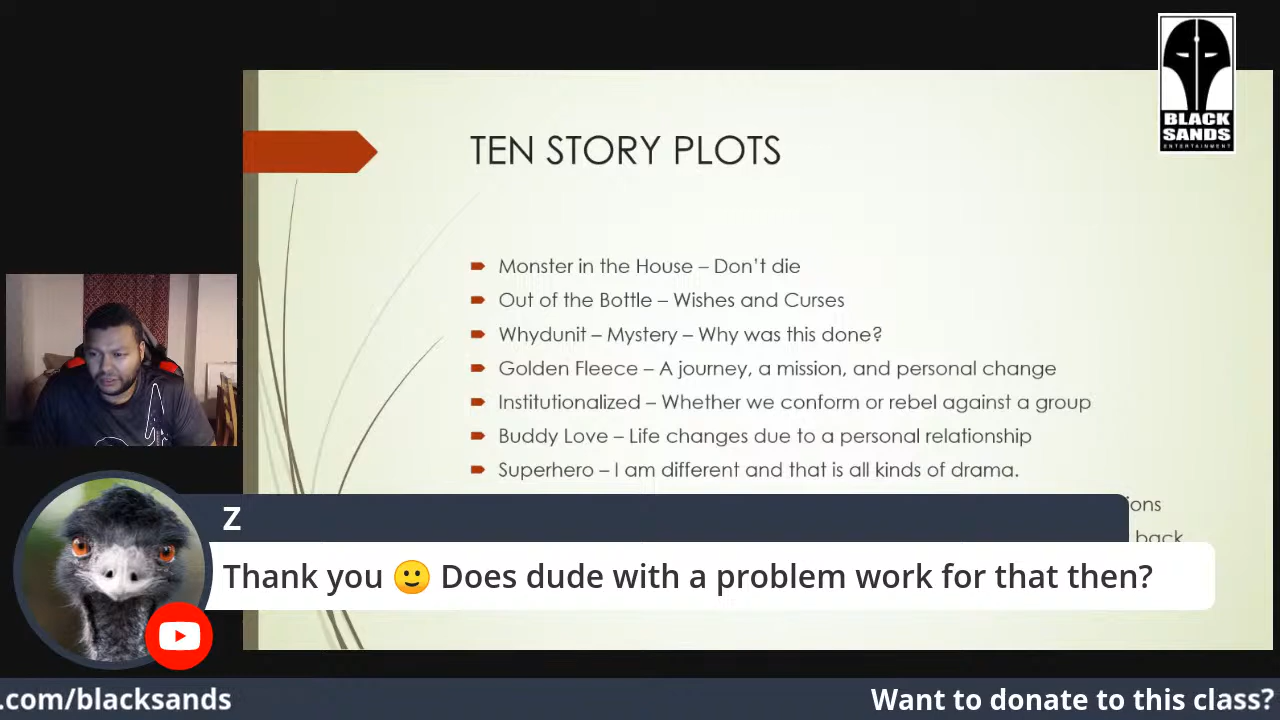 BLACK
SANDS
ENTERTAINMENT
TEN STORY PLOTS
Monster in the House – Don't die
Out of the Bottle – Wishes and Curses
Whydunit – Mystery – Why was this done?
Golden Fleece – A journey, a mission, and personal change
Institutionalized – Whether we conform or rebel against a group
Buddy Love – Life changes due to a personal relationship
Superhero – I am different and that is all kinds of drama.
ions
back
Z
Thank you 🙂 Does dude with a problem work for that then?
.com/blacksands
Want to donate to this class?